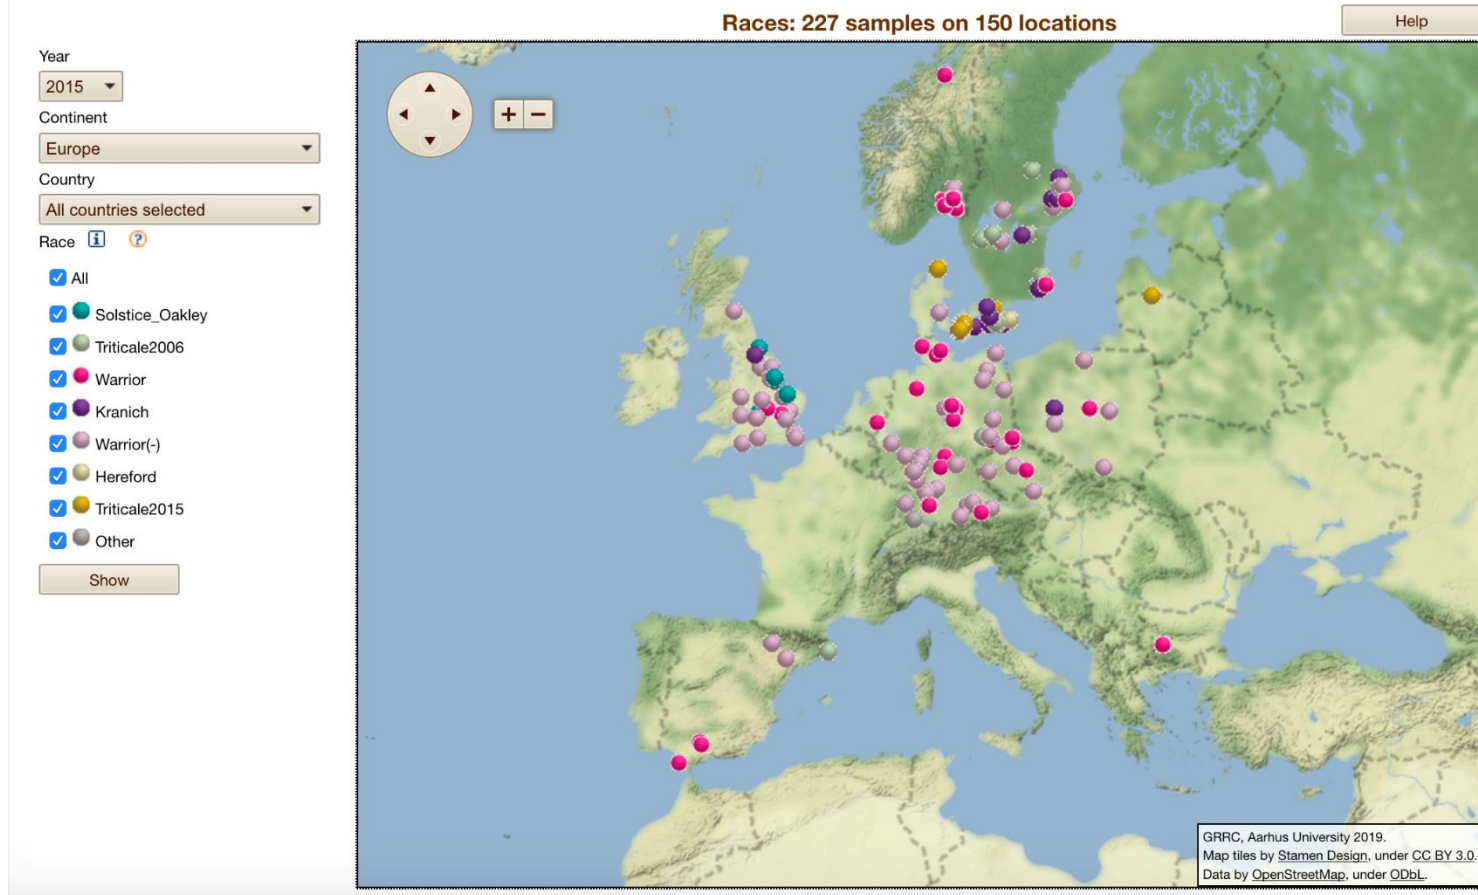 Races: 227 samples on 150 locations
Help
Year
2015
Continent
Europe
Country
All countries selected
Race
All
Solstice_Oakley
Triticale2006
Warrior
Kranich
Warrior(-)
Hereford
Triticale2015
Other
Show
GRRC, Aarhus University 2019.
Map tiles by Stamen Design, under CC BY 3.0.
Data by OpenStreetMap, under ODbL.